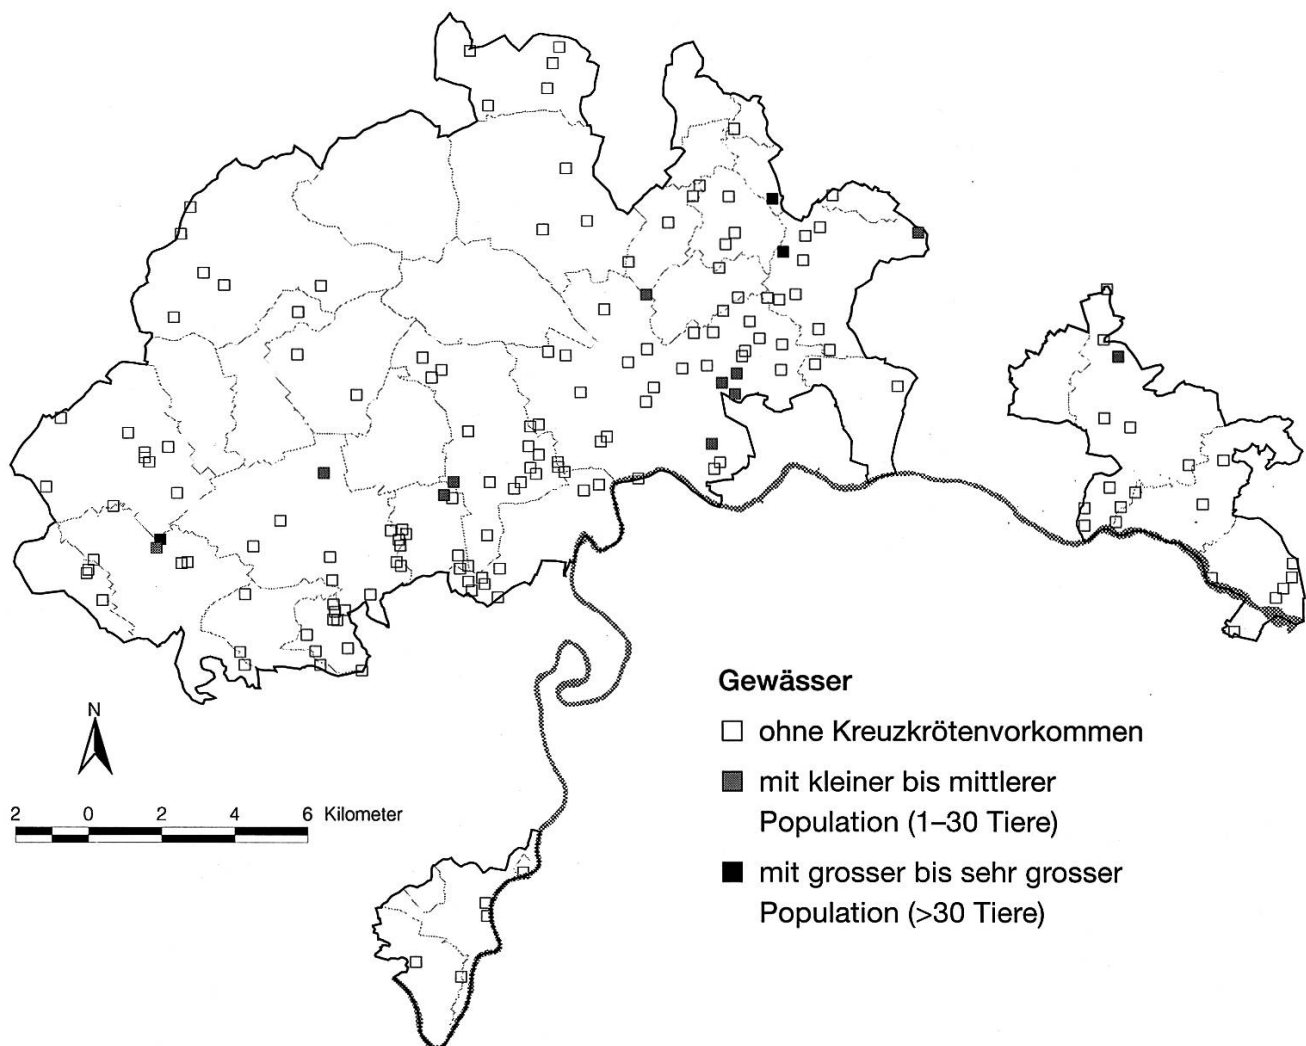 Gewässer
ohne Kreuzkrötenvorkommen
mit kleiner bis mittlerer
Population (1–30 Tiere)
mit grosser bis sehr grosser
Population (>30 Tiere)
N
2 0 2 4 6 Kilometer